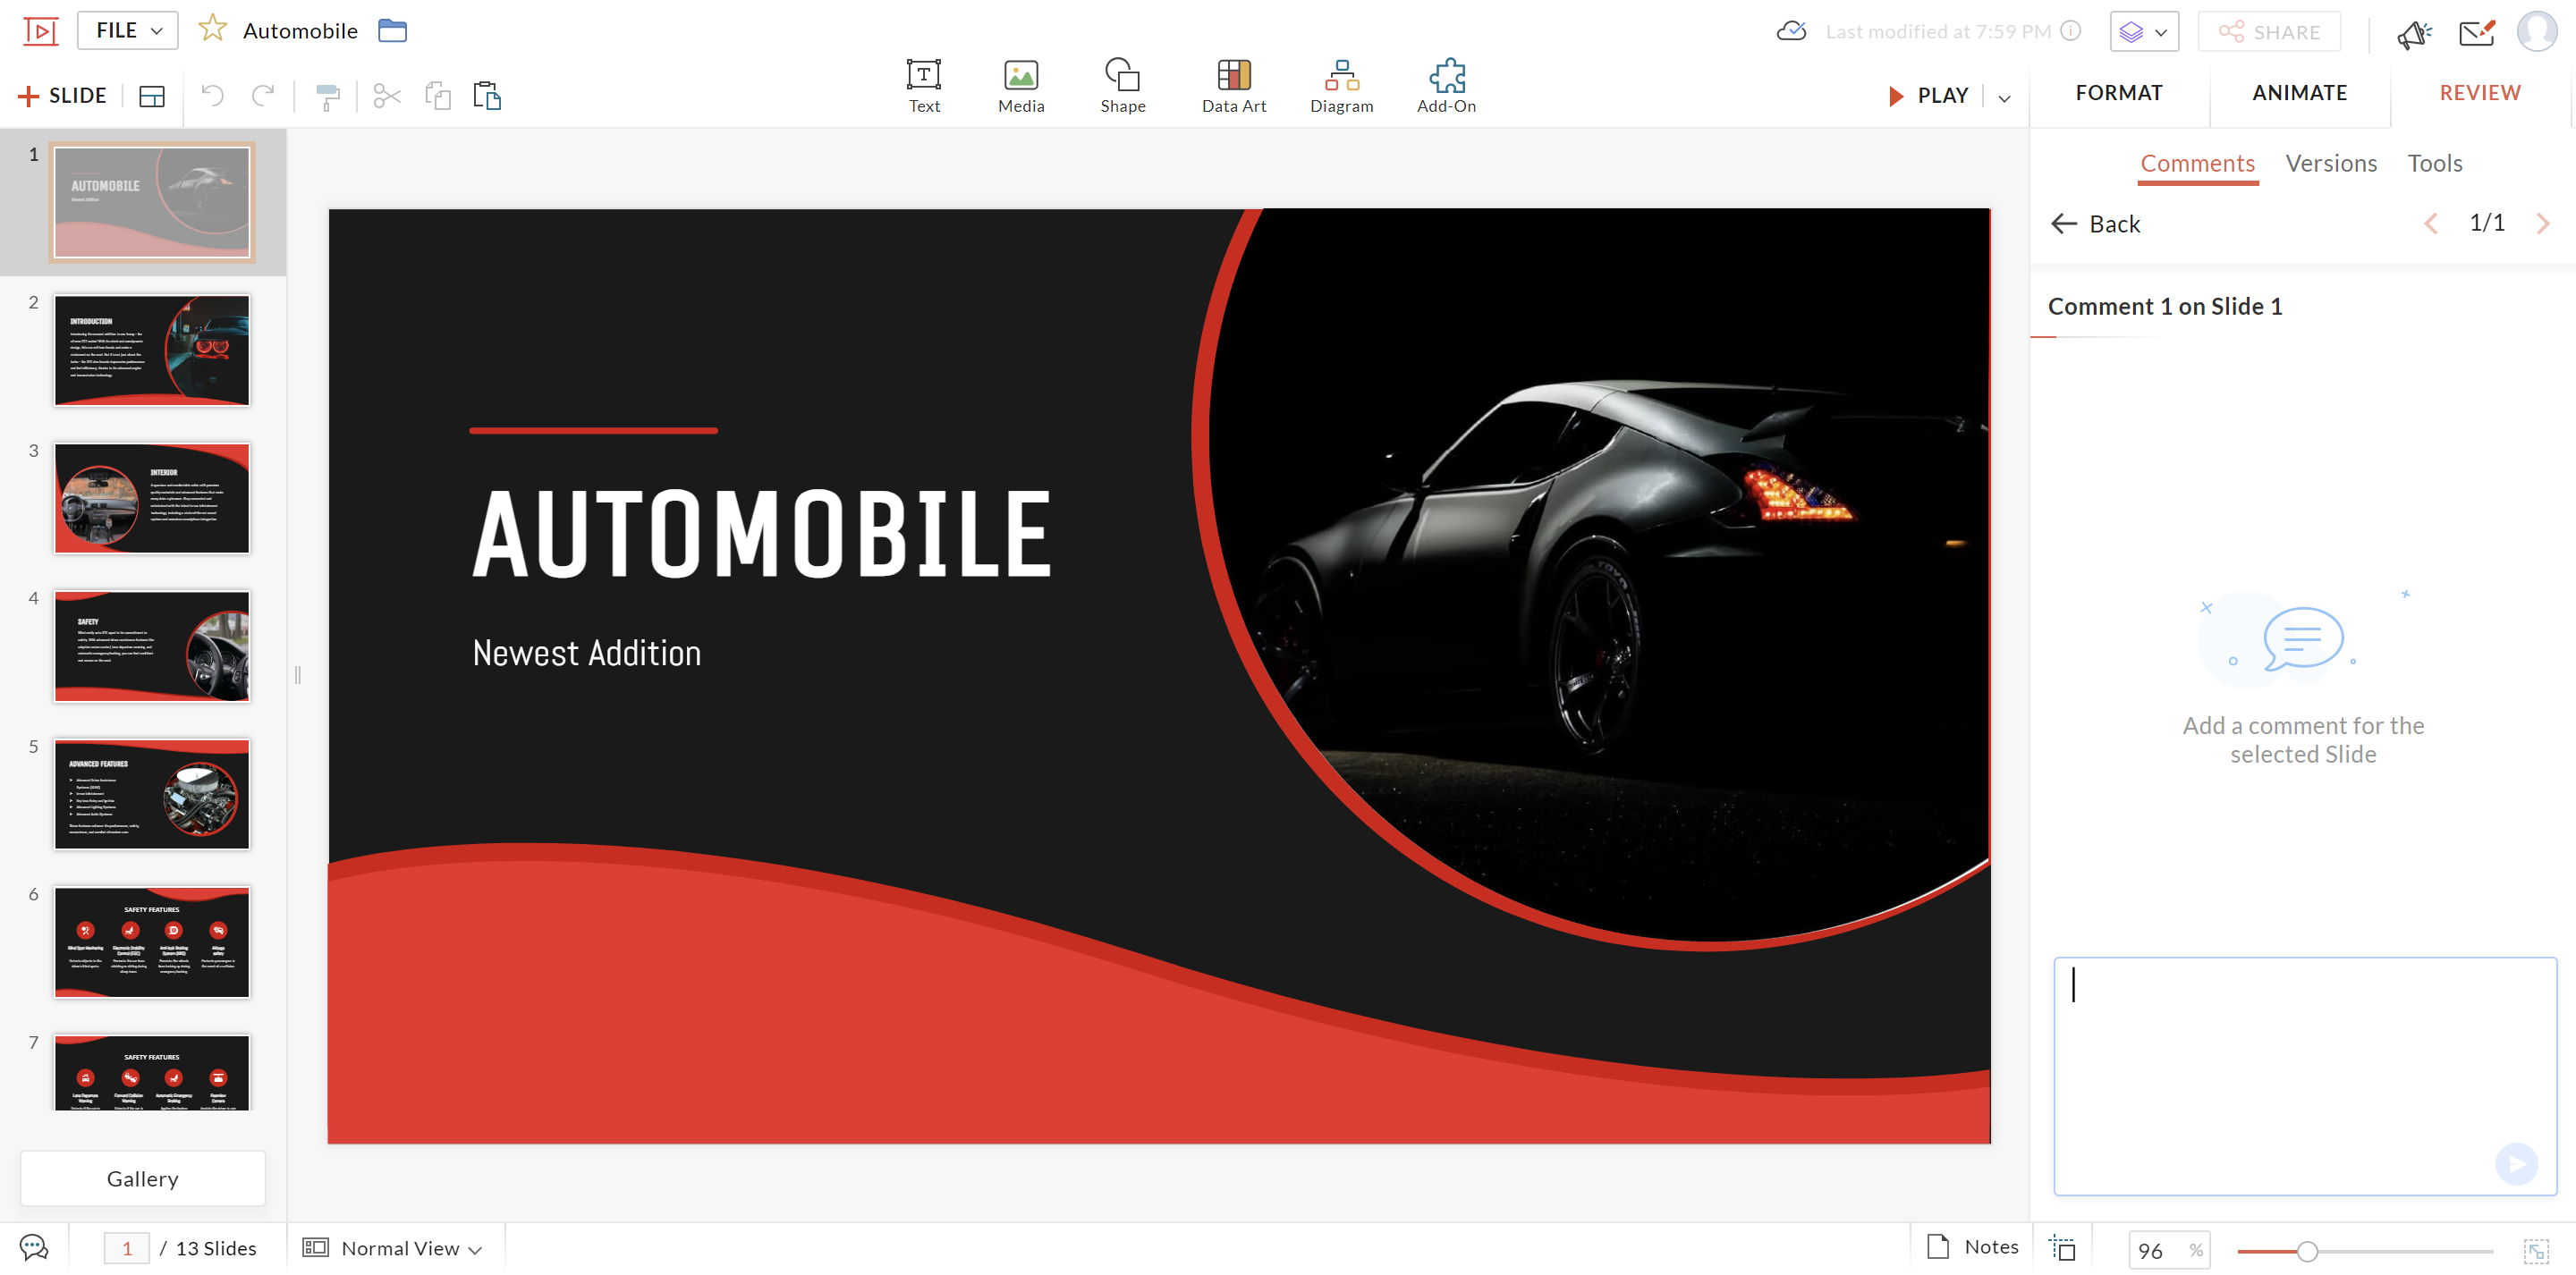 FILE
Automobile
Last modified at 7:59 PM
SHARE
SLIDE
Text
Media
Shape
Data Art
Diagram
Add-On
PLAY
FORMAT
ANIMATE
REVIEW
Comments
Versions
Tools
Back
1/1
Comment 1 on Slide 1
Add a comment for the
selected Slide
1
AUTOMOBILE
Newest Addition
2
INTRODUCTION
3
INTERIOR
4
SAFETY
5
ADVANCED FEATURES
6
SAFETY FEATURES
7
SAFETY FEATURES
AUTOMOBILE
Newest Addition
TOYO
Gallery
1 / 13 Slides
Normal View
Notes
96 %